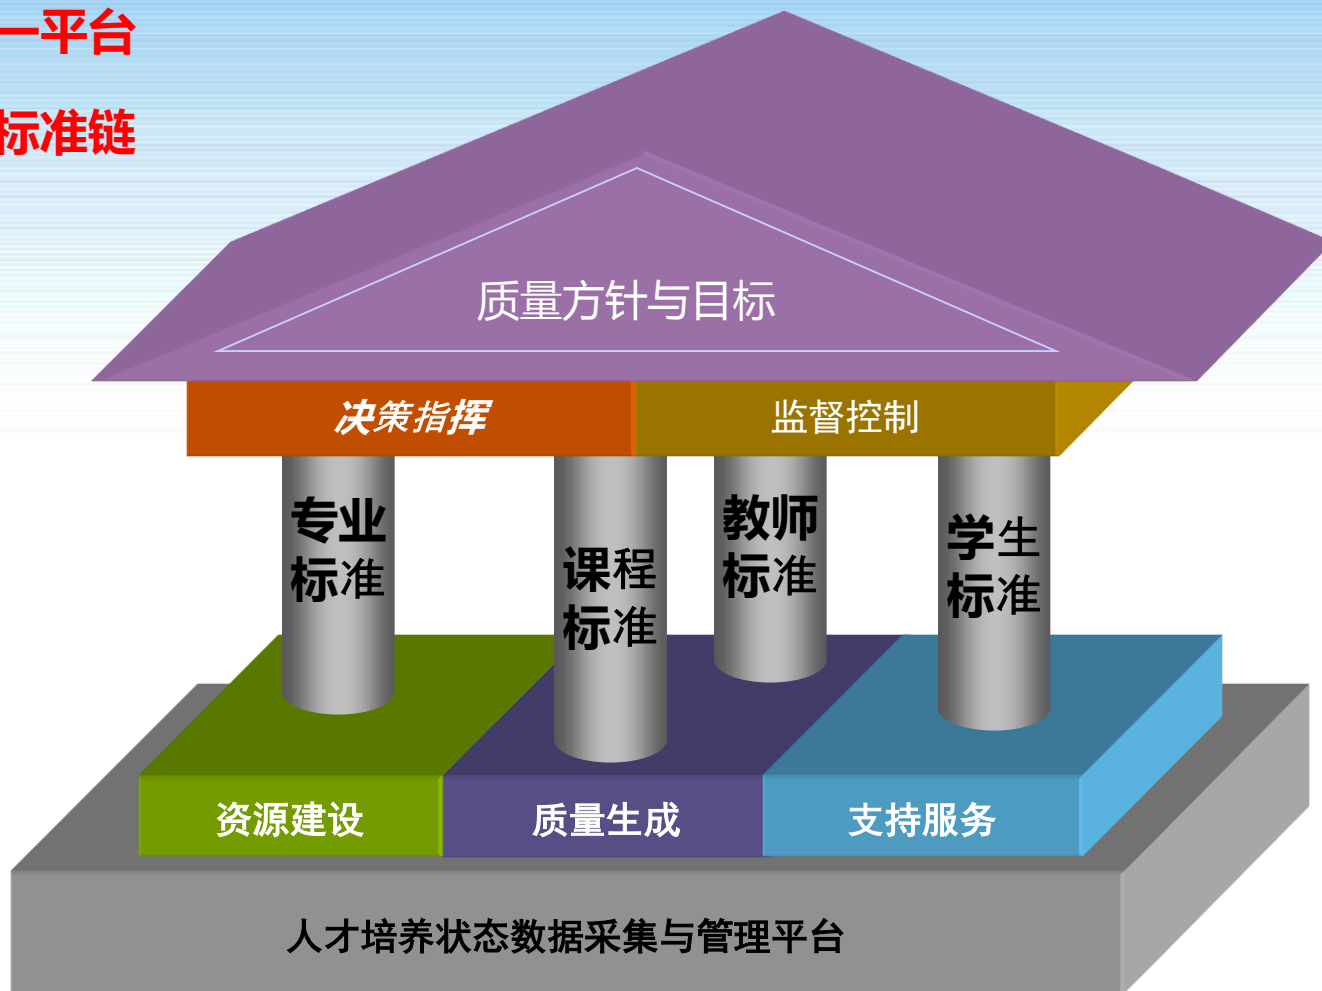 一平台
标准链
质量方针与目标
决策指挥
监督控制
专业
标准
课程
标准
教师
标准
学生
标准
资源建设
质量生成
支持服务
人才培养状态数据采集与管理平台